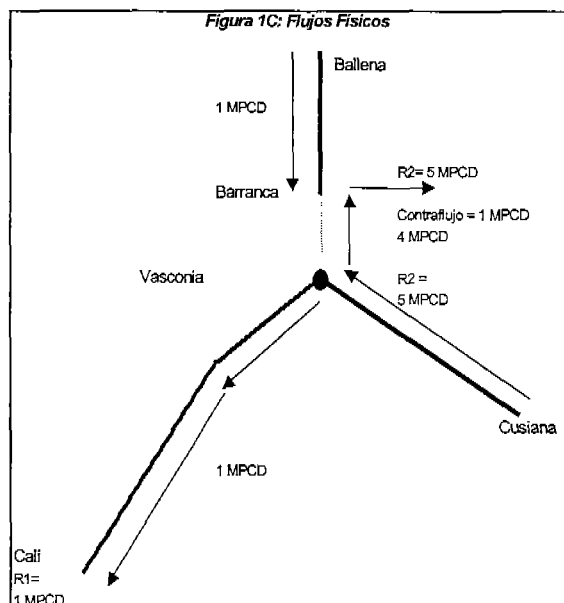 Figura 1C: Flujos Físicos
Ballena
1 MPCD
R2= 5 MPCD
Barranca
Contraflujo = 1 MPCD
4 MPCD
Vasconia
R2 =
5 MPCD
Cusiana
1 MPCD
Cali
R1=
1 MPCD